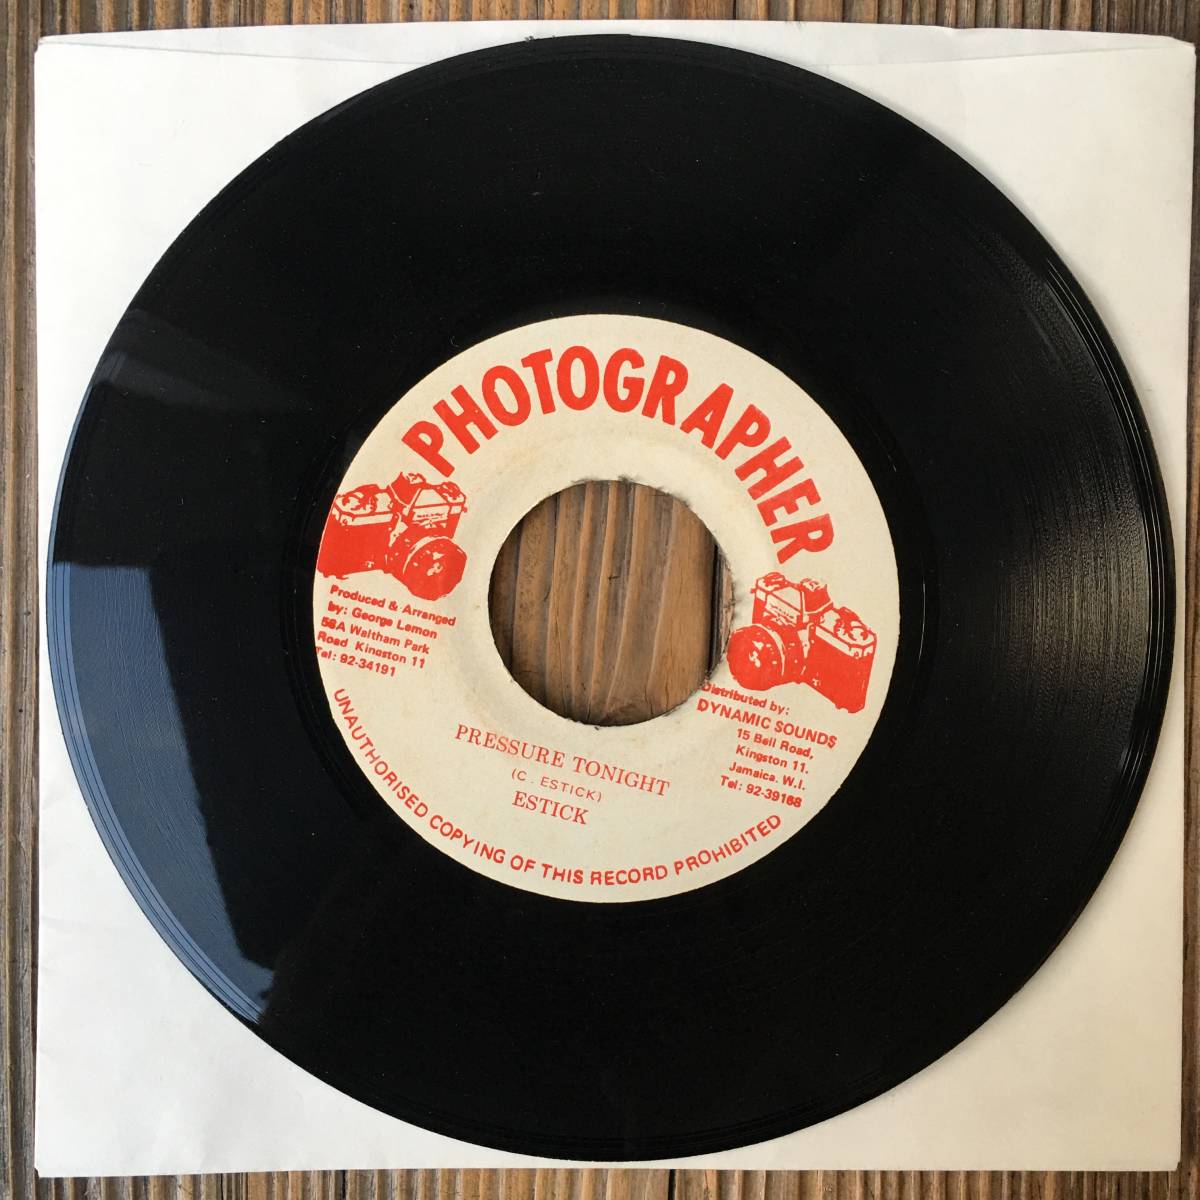 PHOTOGRAPHER
Produced & Arranged
by: George Lemon
58A Waltham Park
Road Kingston 11
Tel: 92-34191
Distributed by:
DYNAMIC SOUNDS
15 Bell Road,
Kingston 11.
Jamaica. W.I.
Tel: 92-39168
PRESSURE TONIGHT
(C. ESTICK)
ESTICK
UNAUTHORISED COPYING OF THIS RECORD PROHIBITED